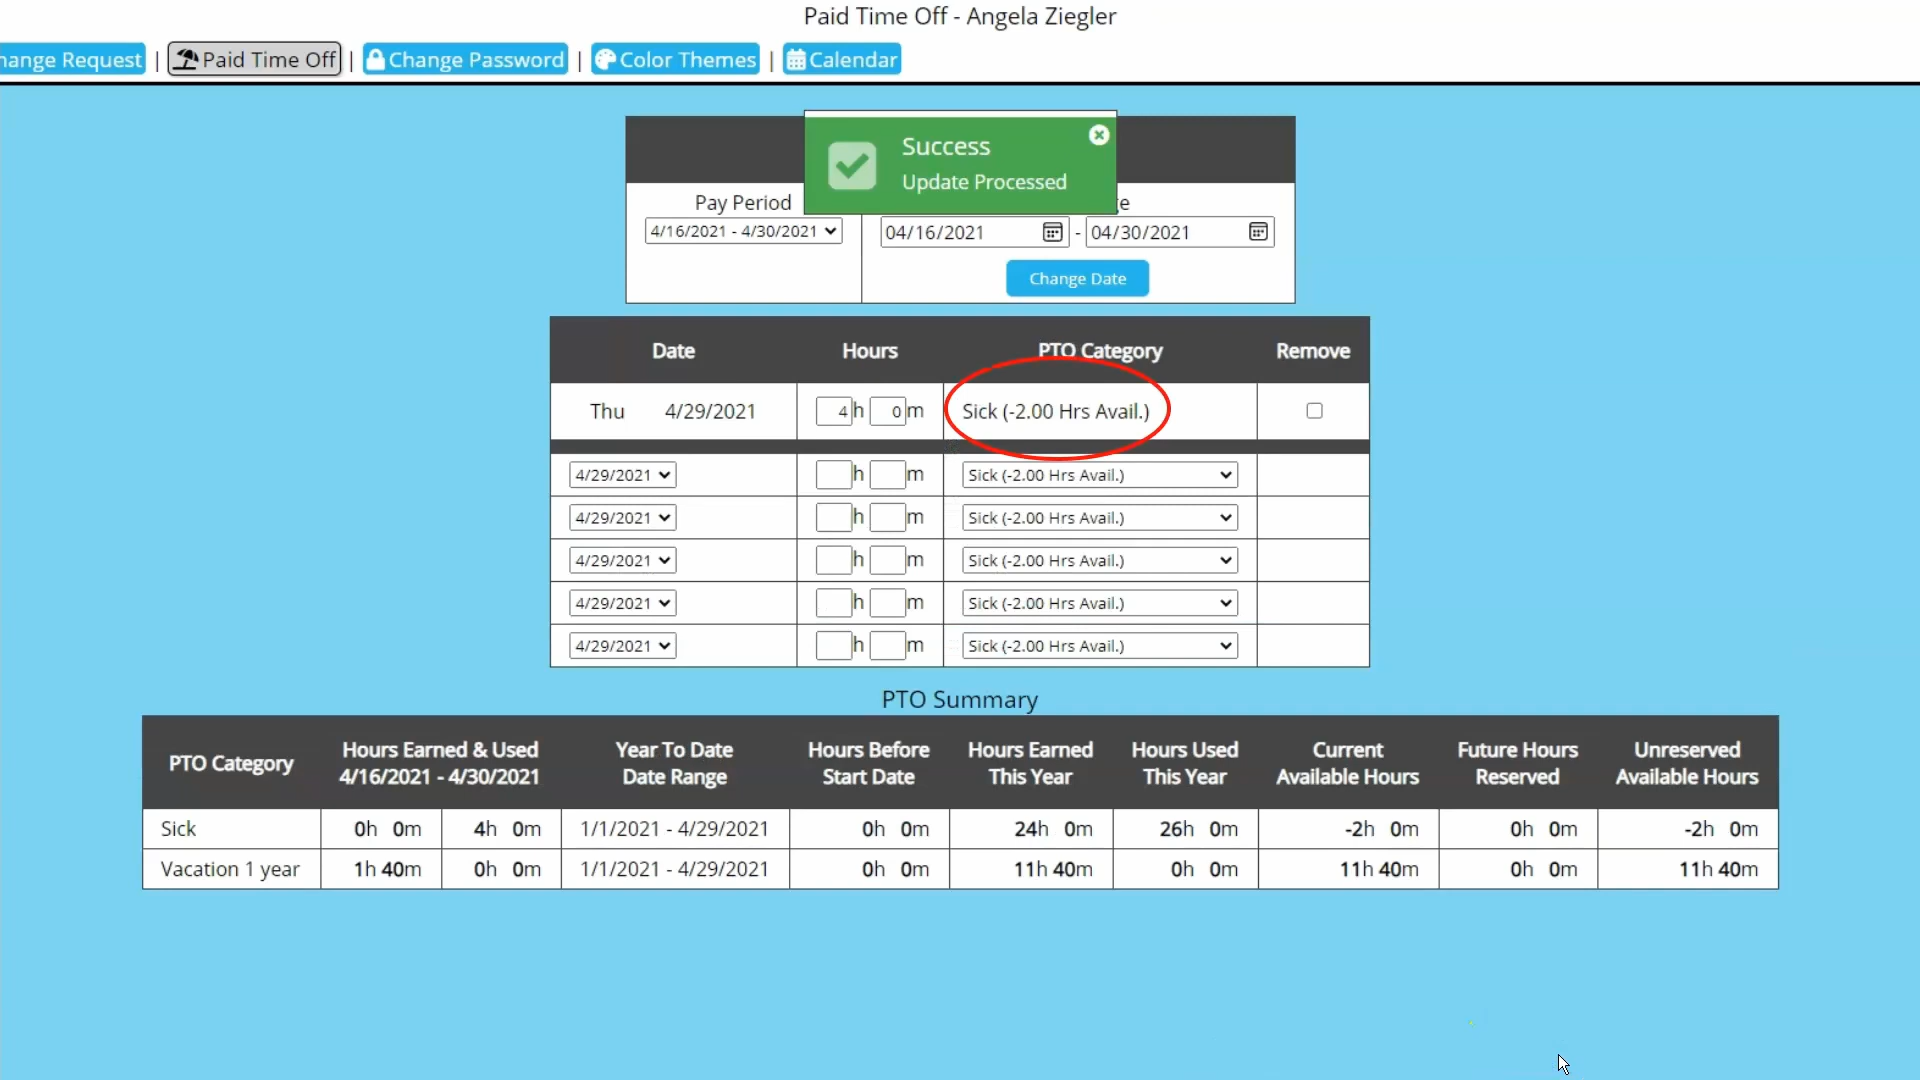 Paid Time Off - Angela Ziegler
hange Request | Paid Time Off | Change Password | Color Themes | Calendar
Success
Update Processed
Pay Period
4/16/2021 - 4/30/2021
04/16/2021 - 04/30/2021
Change Date
Date Hours PTO Category Remove
Thu 4/29/2021 4h 0m Sick (-2.00 Hrs Avail.)
4/29/2021 h m Sick (-2.00 Hrs Avail.)
4/29/2021 h m Sick (-2.00 Hrs Avail.)
4/29/2021 h m Sick (-2.00 Hrs Avail.)
4/29/2021 h m Sick (-2.00 Hrs Avail.)
4/29/2021 h m Sick (-2.00 Hrs Avail.)
PTO Summary
PTO Category
Hours Earned & Used
4/16/2021 - 4/30/2021
Year To Date
Date Range
Hours Before
Start Date
Hours Earned
This Year
Hours Used
This Year
Current
Available Hours
Future Hours
Reserved
Unreserved
Available Hours
Sick 0h 0m 4h 0m 1/1/2021 - 4/29/2021 0h 0m 24h 0m 26h 0m -2h 0m 0h 0m -2h 0m
Vacation 1 year 1h 40m 0h 0m 1/1/2021 - 4/29/2021 0h 0m 11h 40m 0h 0m 11h 40m 0h 0m 11h 40m